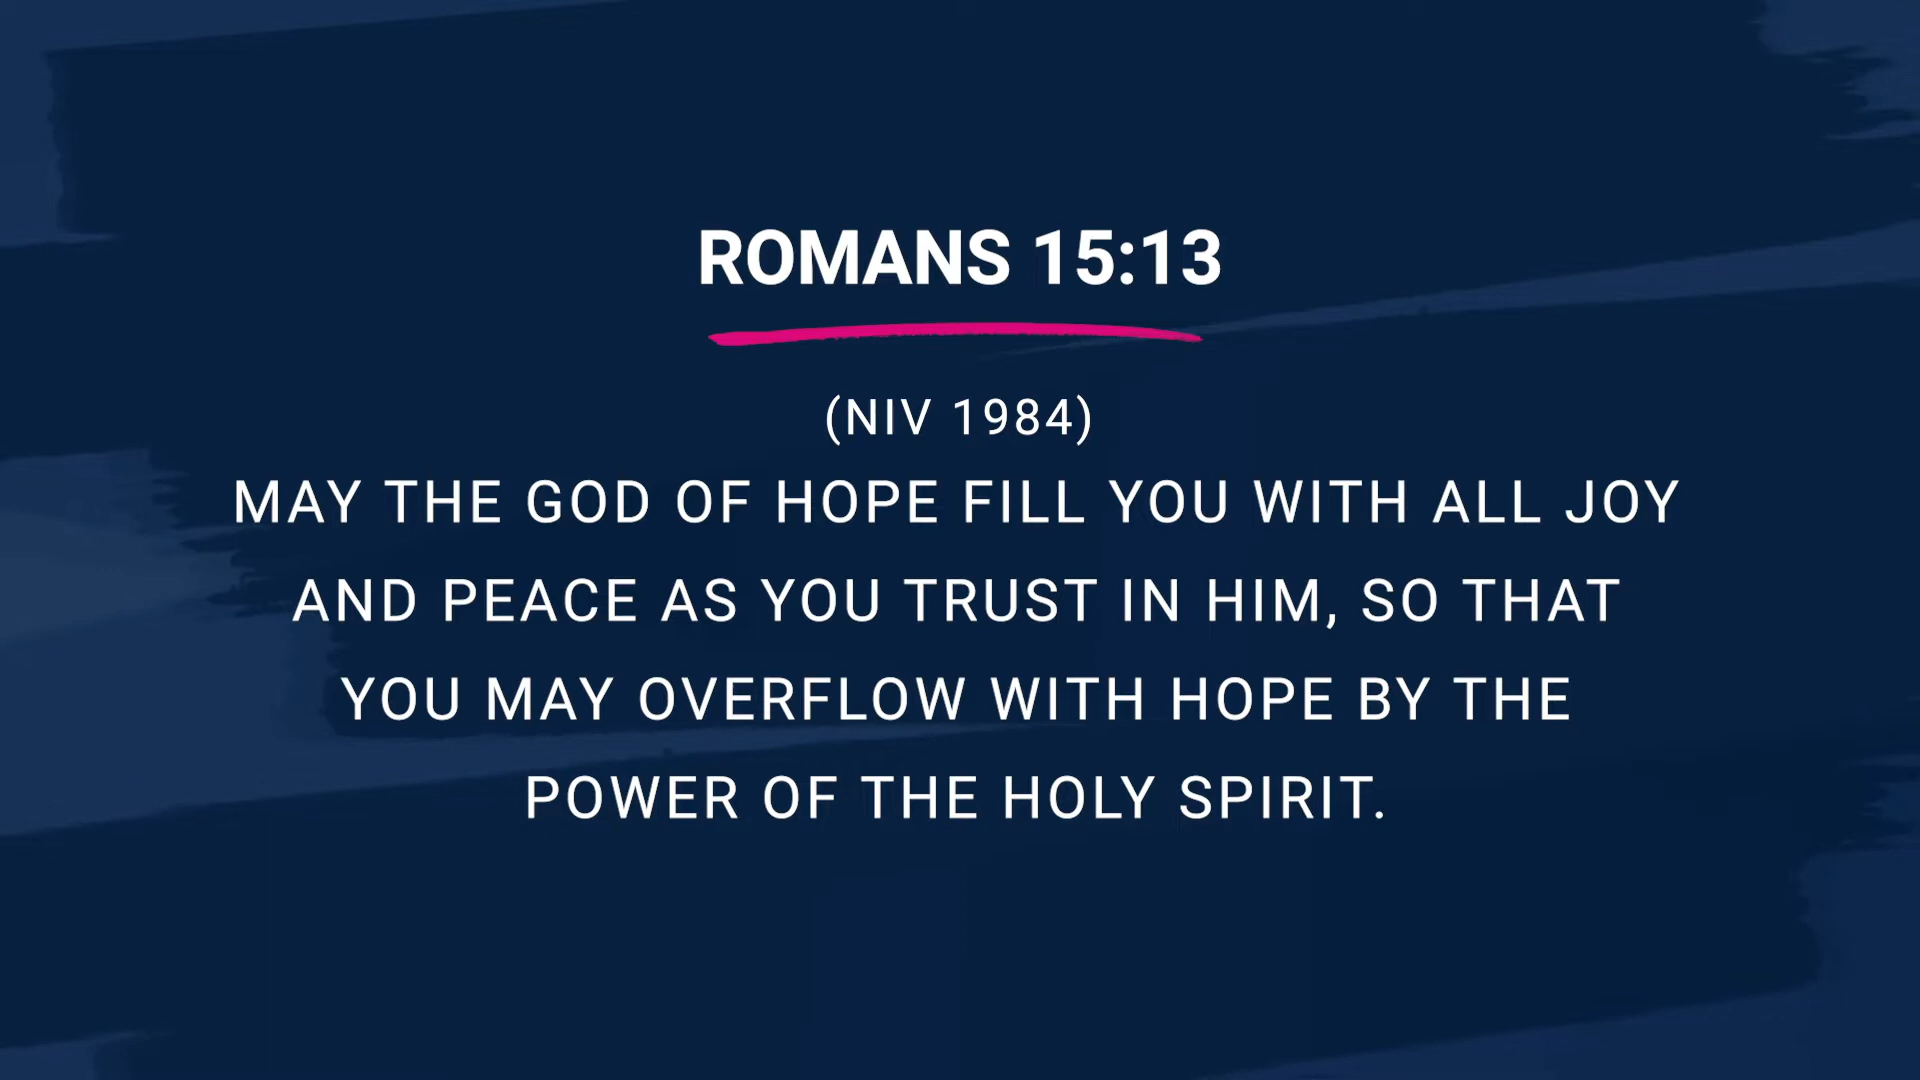 ROMANS 15:13
(NIV 1984)
MAY THE GOD OF HOPE FILL YOU WITH ALL JOY
AND PEACE AS YOU TRUST IN HIM, SO THAT
YOU MAY OVERFLOW WITH HOPE BY THE
POWER OF THE HOLY SPIRIT.